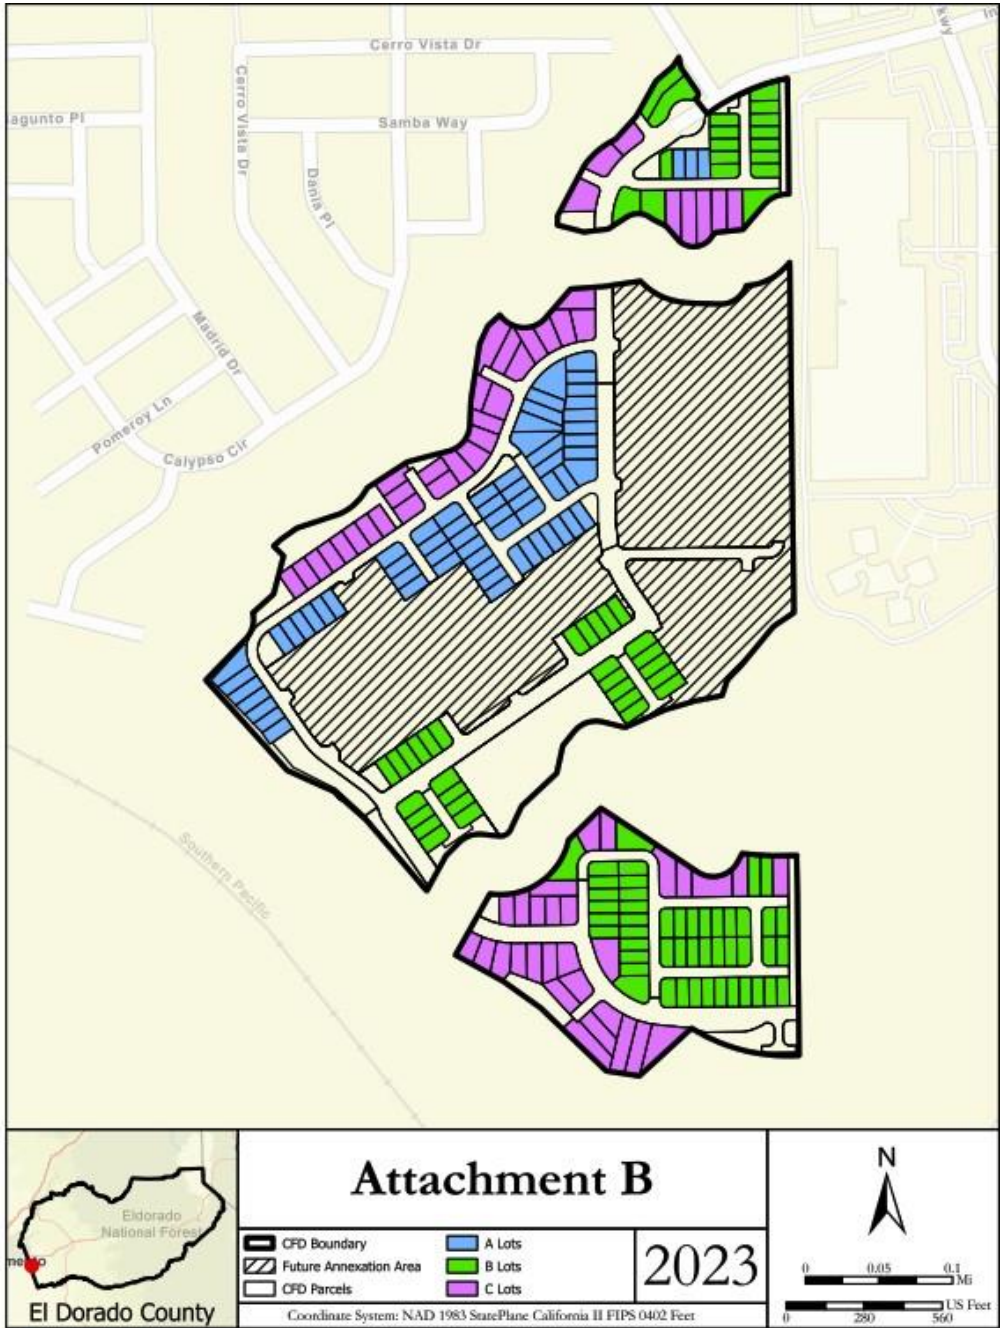 Cerro Vista Dr
In
kwy
agunto Pl
Cerro Vista Dr
Samba Way
Dania Pl
Madrid Dr
Pomeroy Ln
Calypso Cir
Southern Pacific
Eldorado
National Forest
El Dorado County
Attachment B
CFD Boundary
Future Annexation Area
CFD Parcels
A Lots
B Lots
C Lots
2023
Coordinate System: NAD 1983 StatePlane California II FIPS 0402 Feet
N
0 0.05 0.1
Mi
US Feet
0 280 560